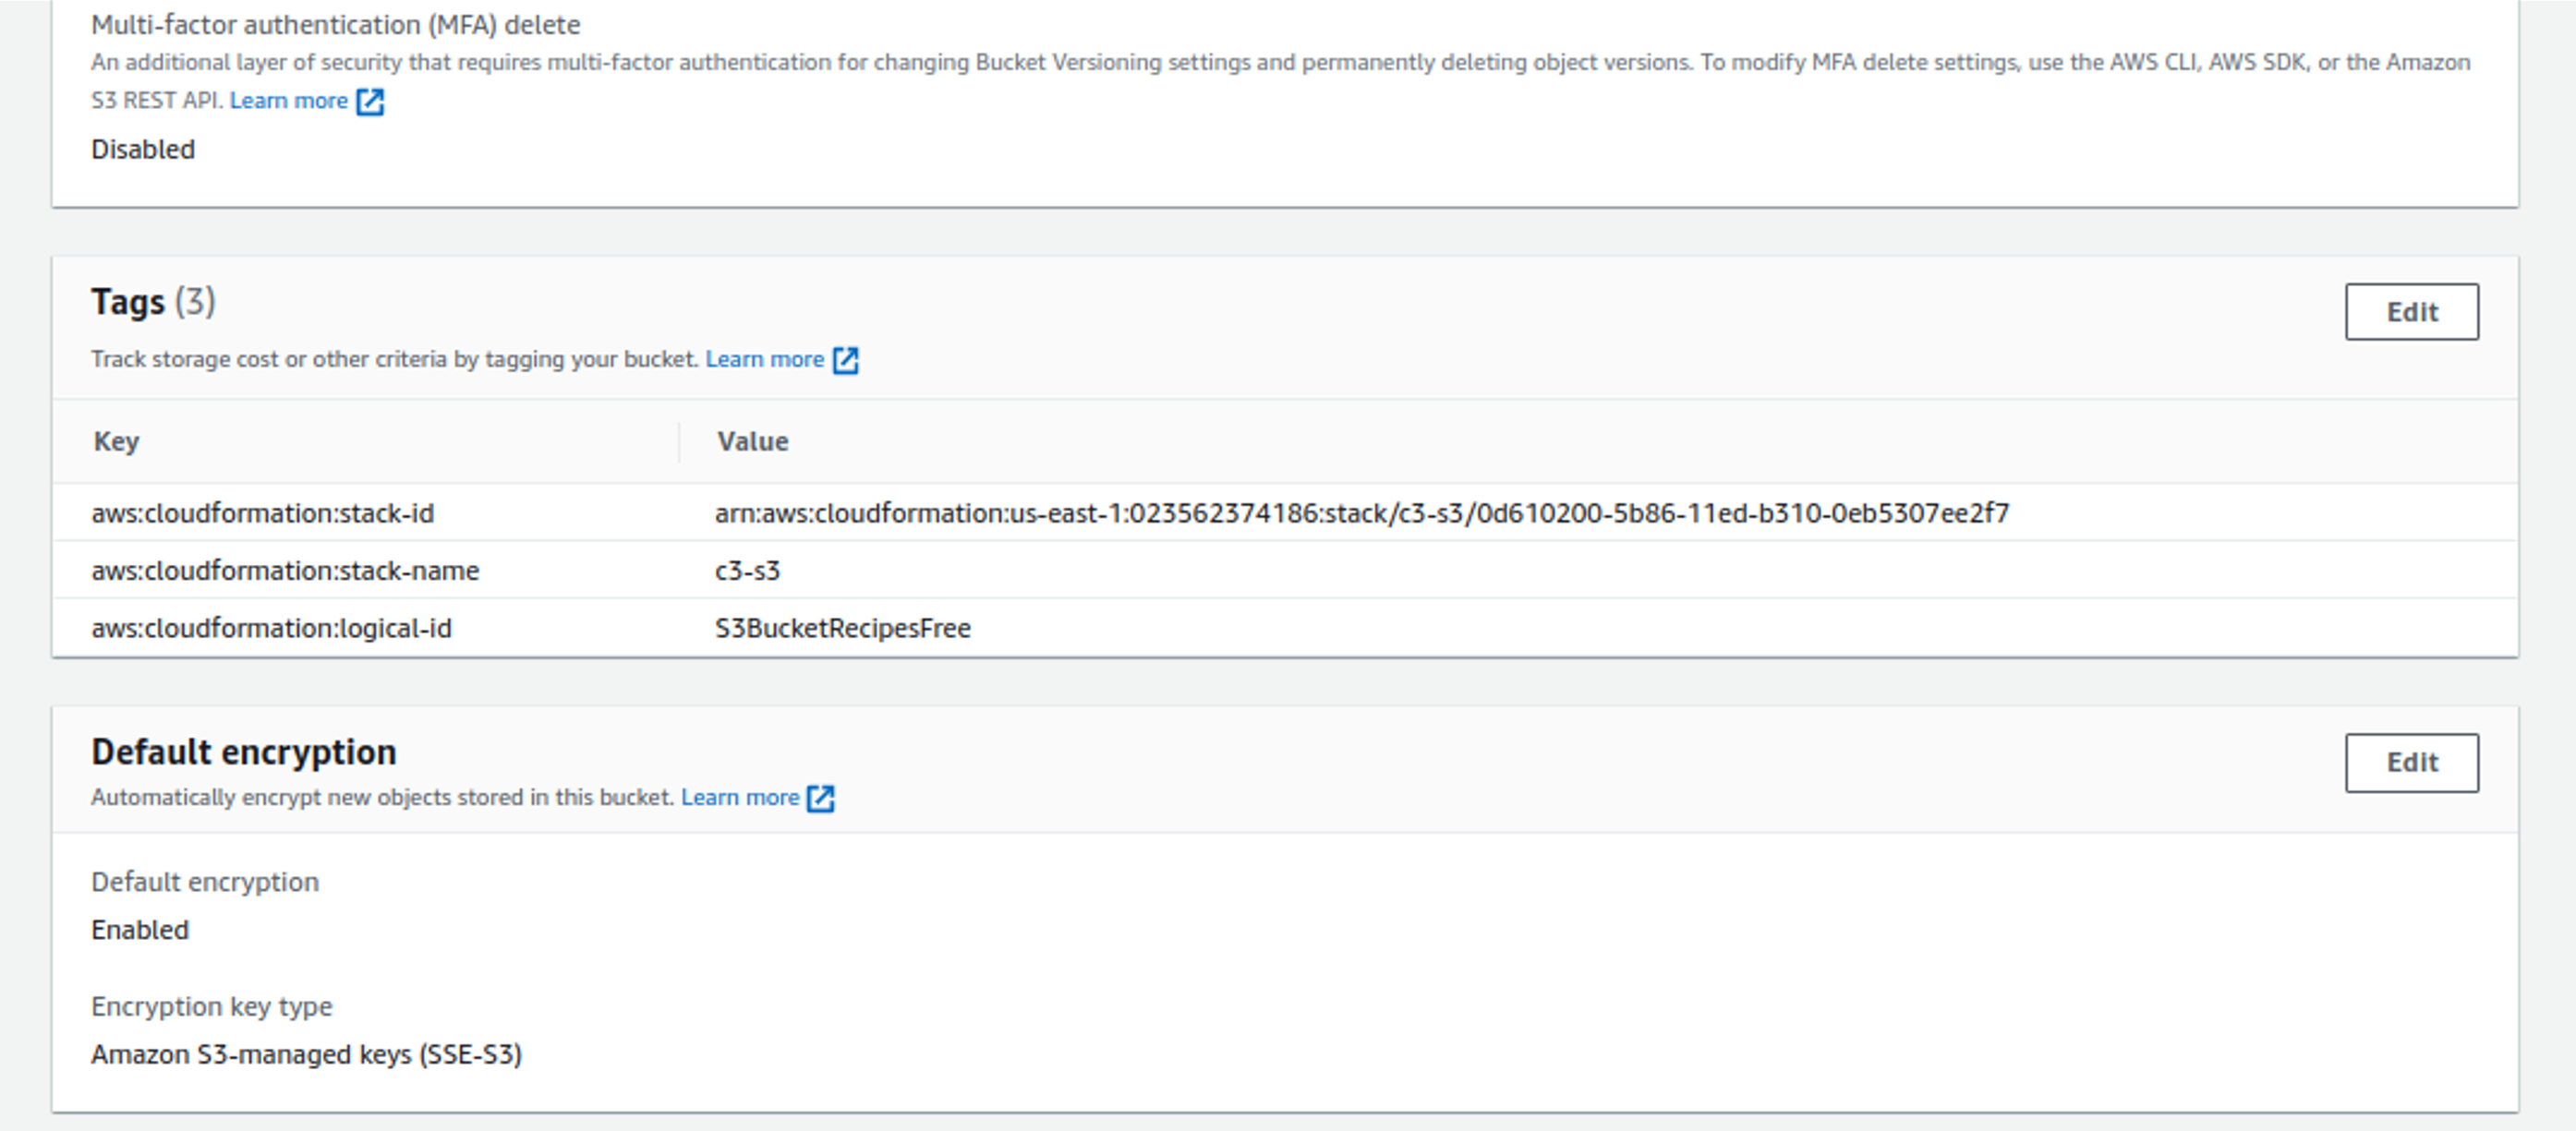 Multi-factor authentication (MFA) delete
An additional layer of security that requires multi-factor authentication for changing Bucket Versioning settings and permanently deleting object versions. To modify MFA delete settings, use the AWS CLI, AWS SDK, or the Amazon
S3 REST API. Learn more
Disabled
Tags (3)
Edit
Track storage cost or other criteria by tagging your bucket. Learn more
Key Value
aws:cloudformation:stack-id arn:aws:cloudformation:us-east-1:023562374186:stack/c3-s3/0d610200-5b86-11ed-b310-0eb5307ee2f7
aws:cloudformation:stack-name c3-s3
aws:cloudformation:logical-id S3BucketRecipesFree
Default encryption
Edit
Automatically encrypt new objects stored in this bucket. Learn more
Default encryption
Enabled
Encryption key type
Amazon S3-managed keys (SSE-S3)